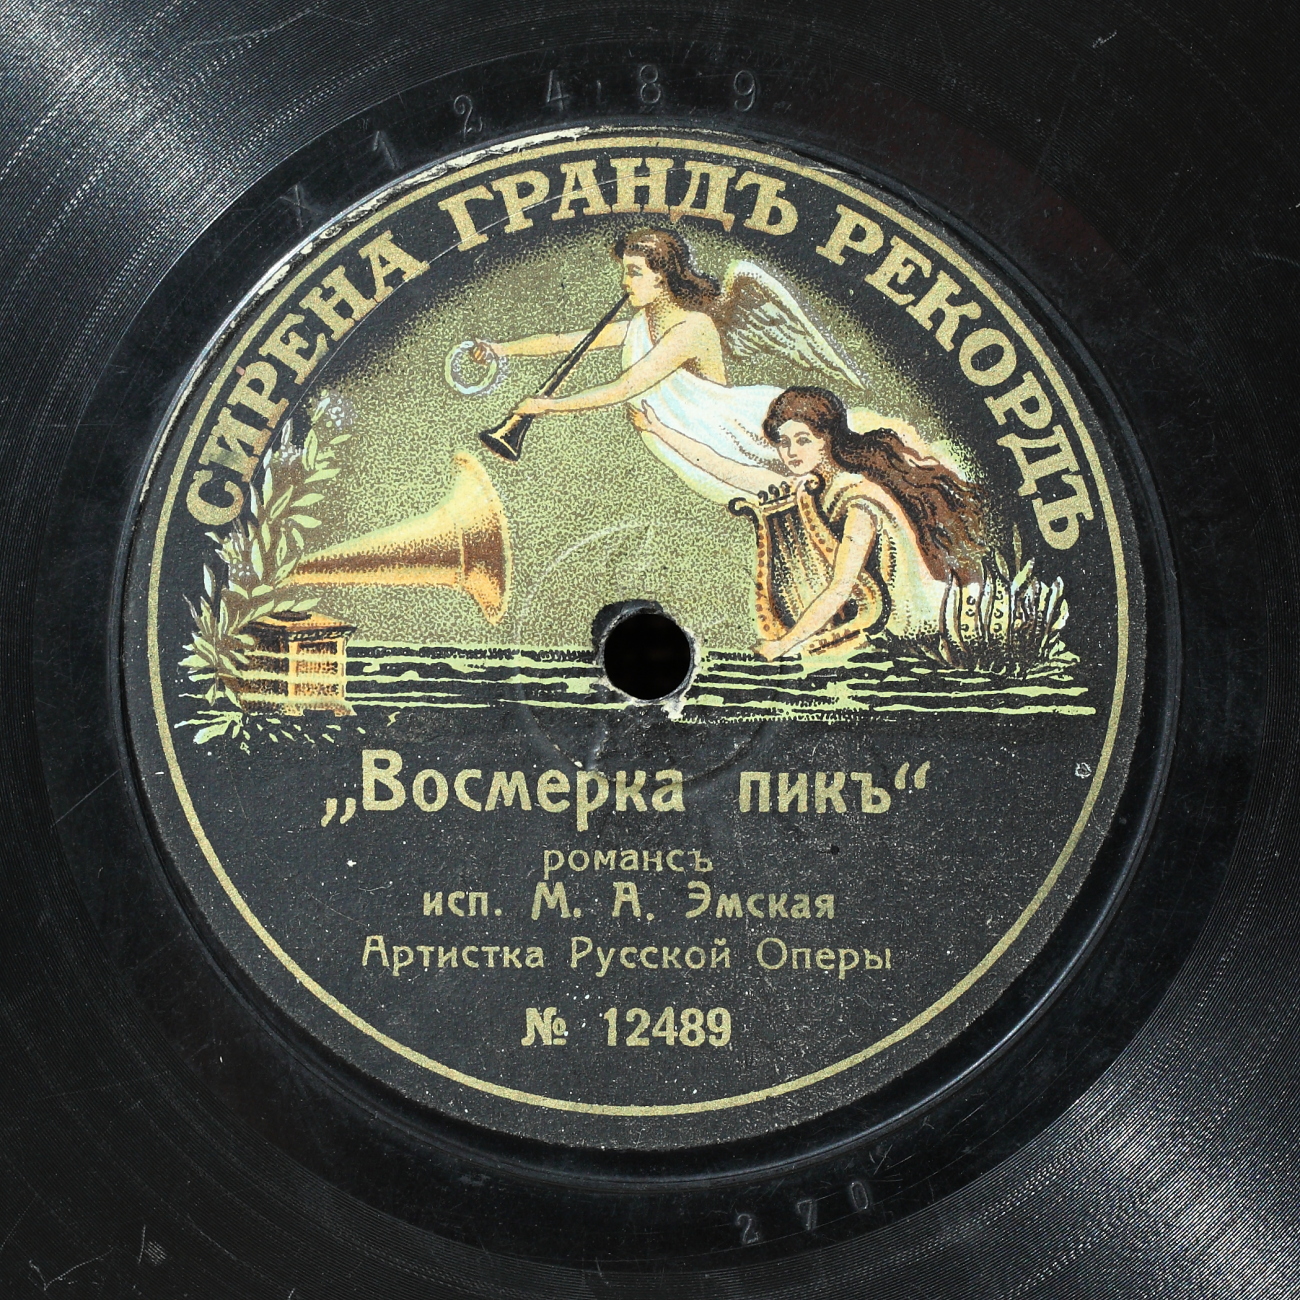 X 12489
СИРЕНА ГРАНДЪ РЕКОРДЪ
„Восмерка пикъ“
романсъ
исп. М. А. Эмская
Артистка Русской Оперы
№ 12489
270